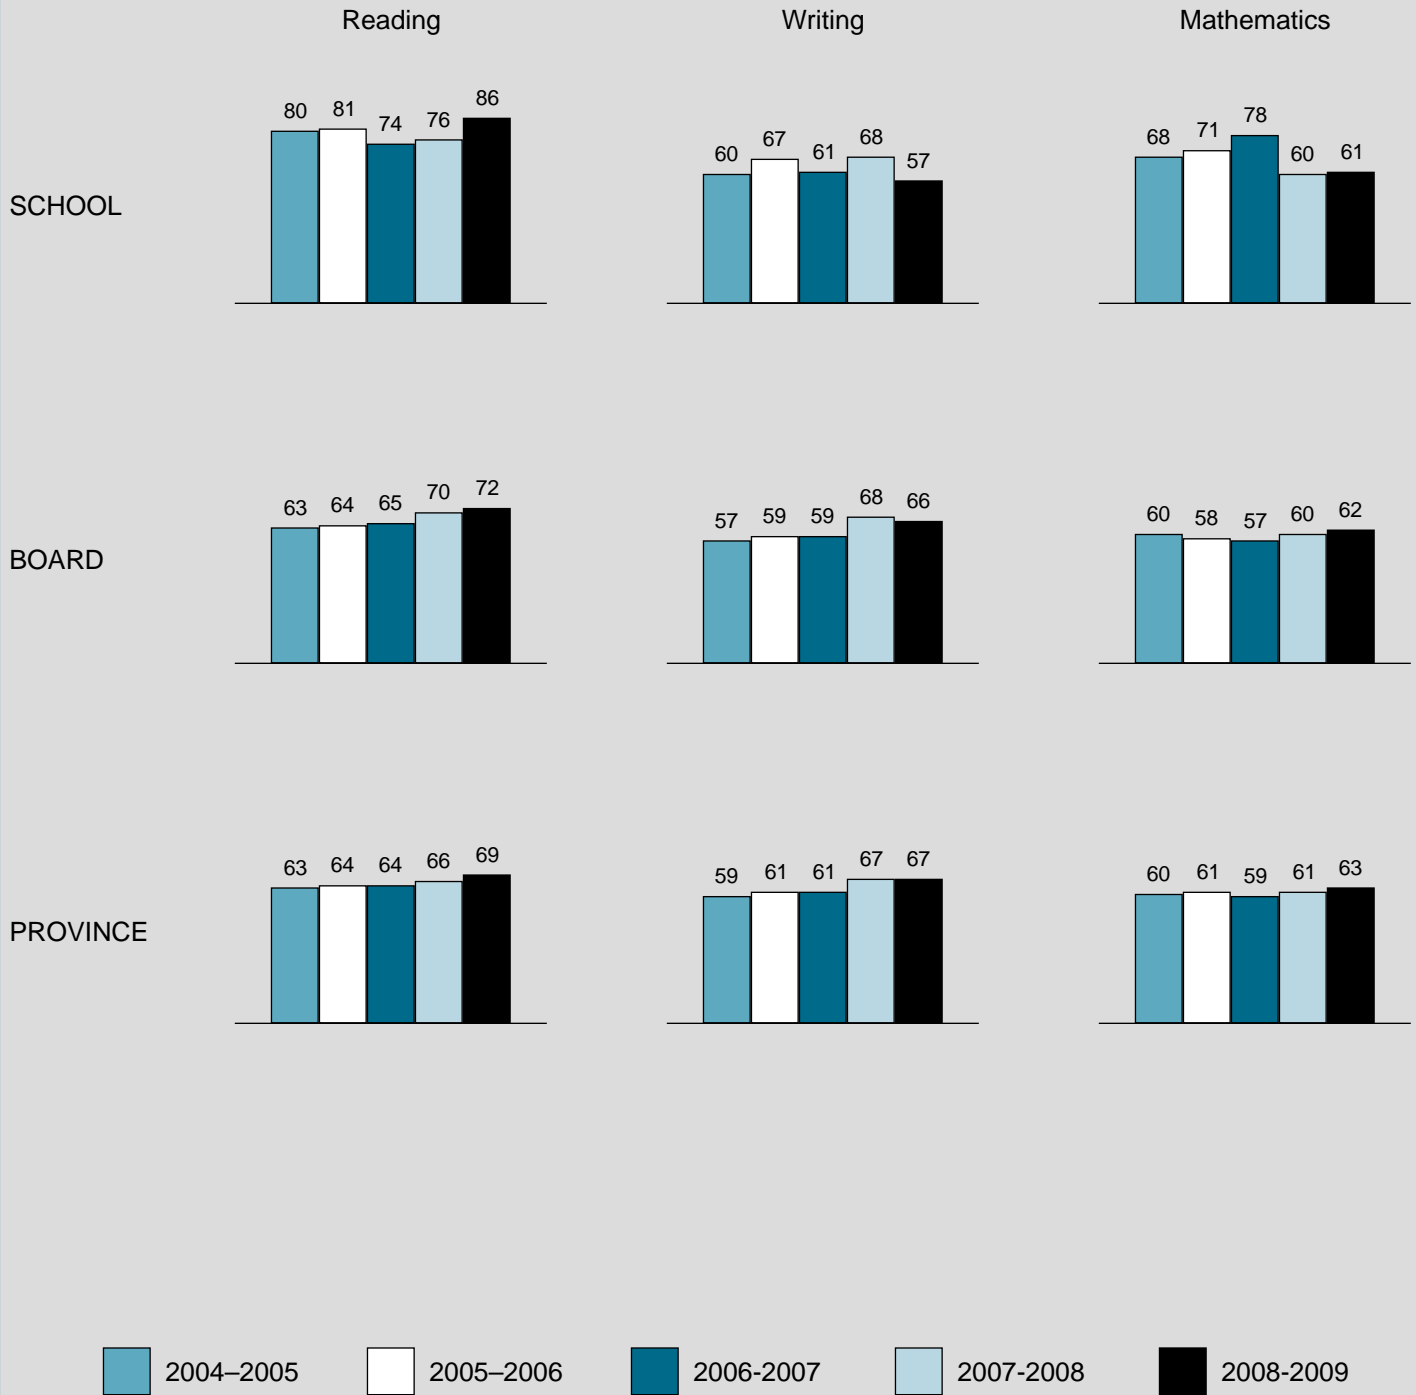 Reading Writing Mathematics
80 81 74 76 86 60 67 61 68 57 68 71 78 60 61
SCHOOL
63 64 65 70 72 57 59 59 68 66 60 58 57 60 62
BOARD
63 64 64 66 69 59 61 61 67 67 60 61 59 61 63
PROVINCE
2004–2005 2005–2006 2006-2007 2007-2008 2008-2009